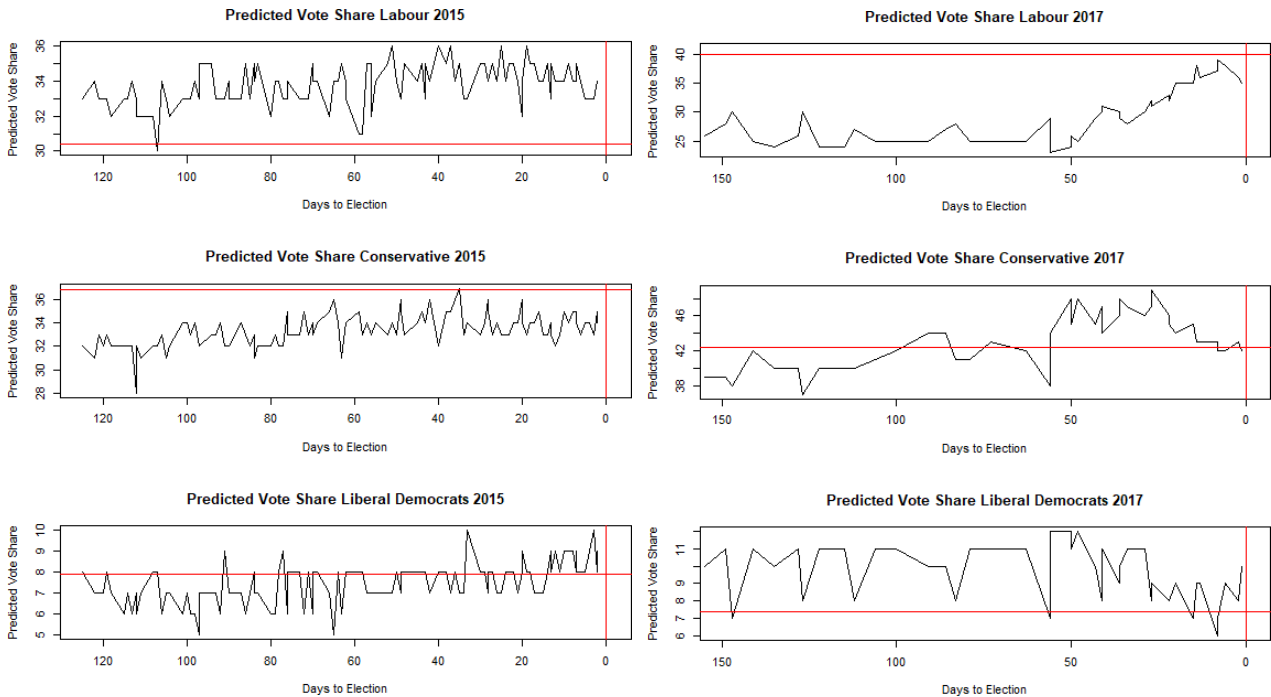 Predicted Vote Share Labour 2015
Predicted Vote Share
36
34
32
30
120 100 80 60 40 20 0
Days to Election
Predicted Vote Share Labour 2017
Predicted Vote Share
40
35
30
25
150 100 50 0
Days to Election
Predicted Vote Share Conservative 2015
Predicted Vote Share
36
34
32
30
28
120 100 80 60 40 20 0
Days to Election
Predicted Vote Share Conservative 2017
Predicted Vote Share
46
42
38
150 100 50 0
Days to Election
Predicted Vote Share Liberal Democrats 2015
Predicted Vote Share
10
9
8
7
6
5
120 100 80 60 40 20 0
Days to Election
Predicted Vote Share Liberal Democrats 2017
Predicted Vote Share
11
9
8
7
6
150 100 50 0
Days to Election